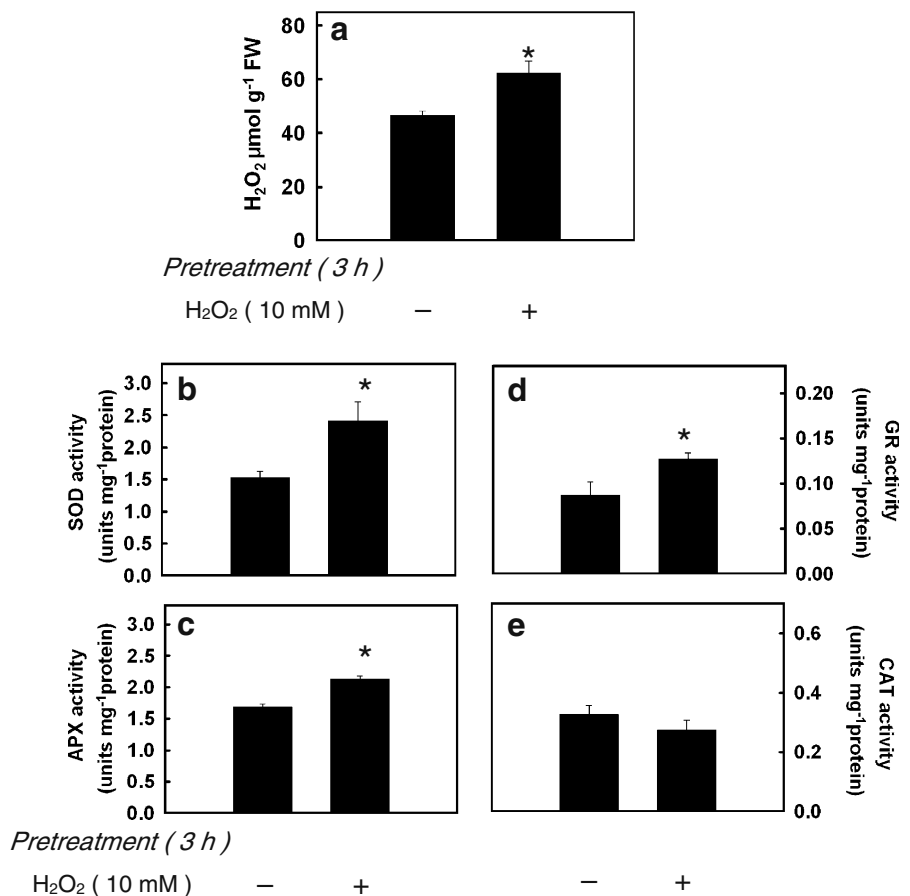 a
*
80
60
40
20
0
H₂O₂ µmol g⁻¹ FW
Pretreatment ( 3 h )
H₂O₂ ( 10 mM ) − +
b
*
3.0
2.5
2.0
1.5
1.0
0.5
0.0
SOD activity
(units mg⁻¹protein)
d
*
0.20
0.15
0.10
0.05
0.00
GR activity
(units mg⁻¹protein)
c
*
3.0
2.5
2.0
1.5
1.0
0.5
0.0
APX activity
(units mg⁻¹protein)
e
0.6
0.4
0.2
0.0
CAT activity
(units mg⁻¹protein)
Pretreatment ( 3 h )
H₂O₂ ( 10 mM ) − + − +